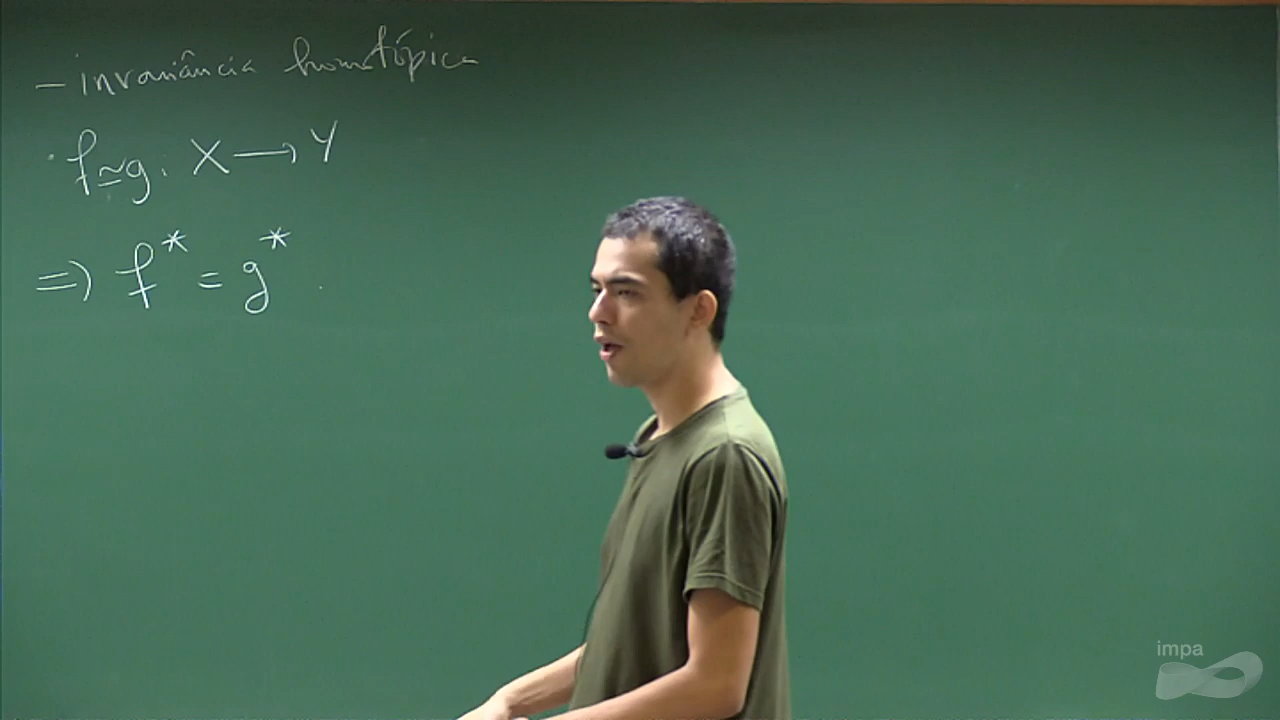 - invariância homotópica
· f ≃ g : X ⟶ Y
⇒ f* = g*.
impa